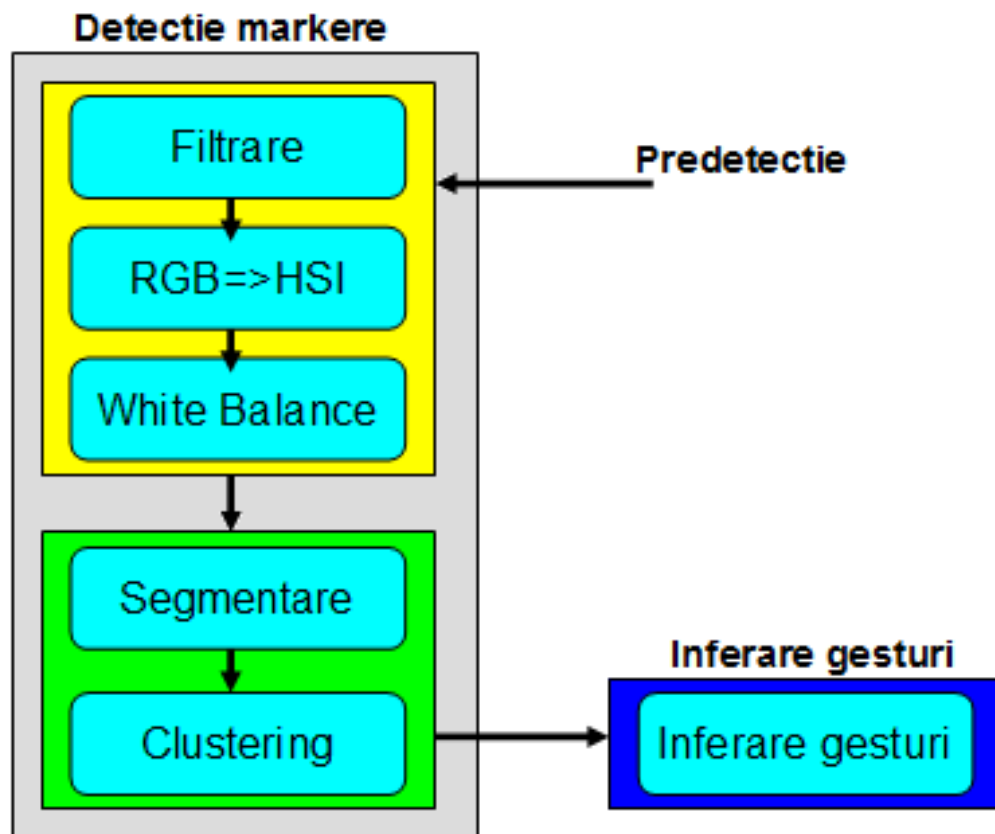 Detectie markere
Filtrare
Predetectie
RGB=>HSI
White Balance
Segmentare
Inferare gesturi
Clustering
Inferare gesturi